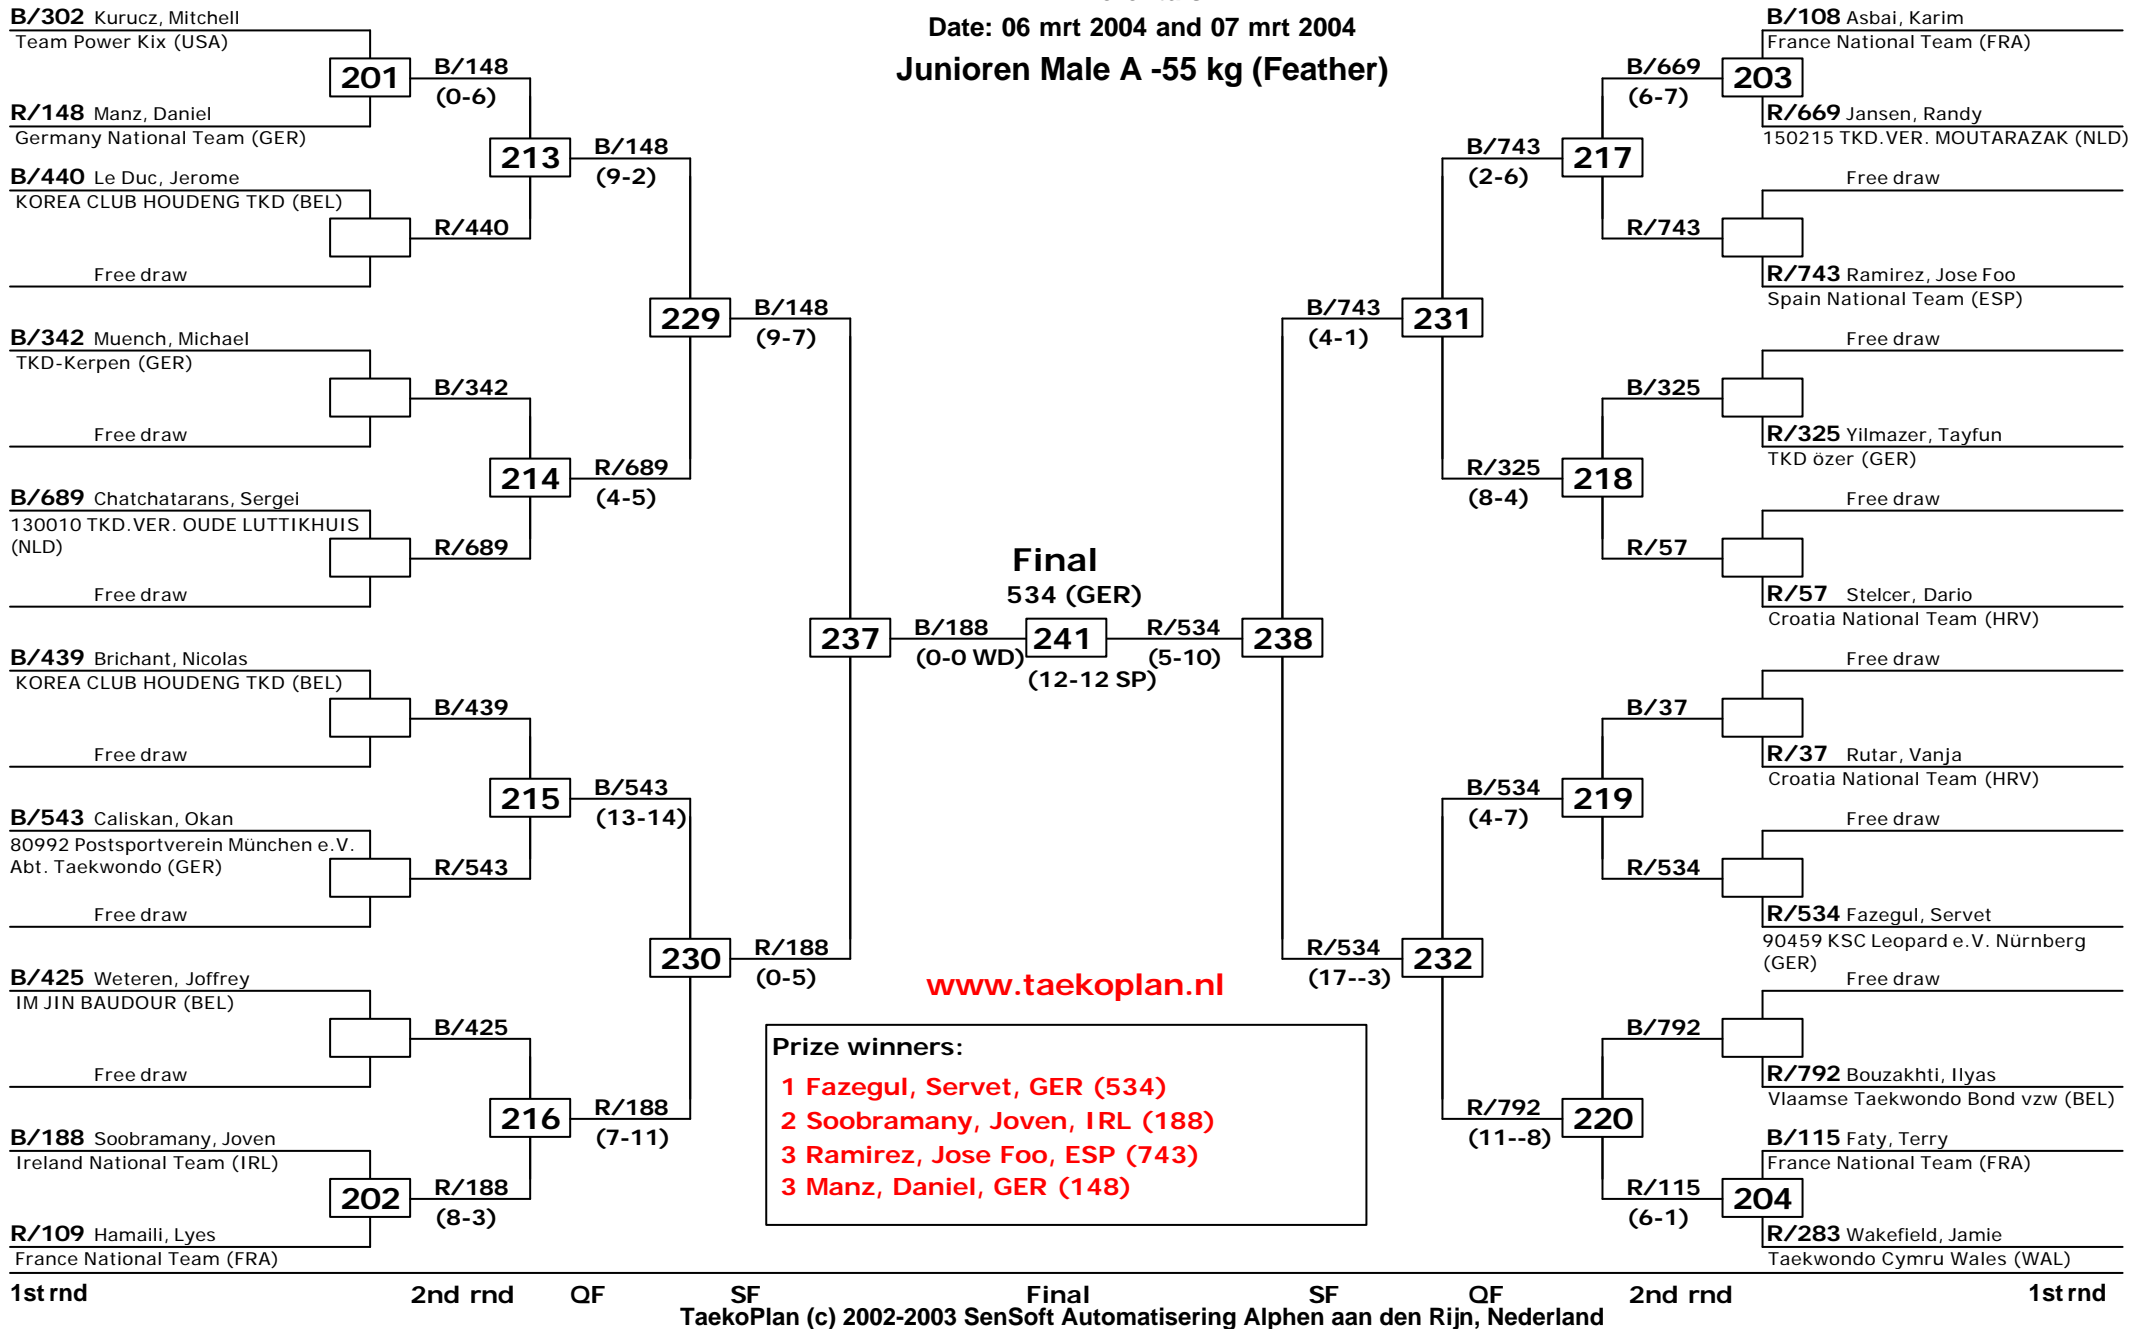 Date: 06 mrt 2004 and 07 mrt 2004
Junioren Male A -55 kg (Feather)
B/302 Kurucz, Mitchell
Team Power Kix (USA)
201
B/148
(0-6)
R/148 Manz, Daniel
Germany National Team (GER)
213
B/148
(9-2)
B/440 Le Duc, Jerome
KOREA CLUB HOUDENG TKD (BEL)
R/440
Free draw
229
B/148
(9-7)
B/342 Muench, Michael
TKD-Kerpen (GER)
B/342
Free draw
214
R/689
(4-5)
B/689 Chatchatarans, Sergei
130010 TKD.VER. OUDE LUTTIKHUIS
(NLD)
R/689
Free draw
237
B/188
(0-0 WD)
B/439 Brichant, Nicolas
KOREA CLUB HOUDENG TKD (BEL)
B/439
Free draw
215
B/543
(13-14)
B/543 Caliskan, Okan
80992 Postsportverein München e.V.
Abt. Taekwondo (GER)
R/543
Free draw
230
R/188
(0-5)
B/425 Weteren, Joffrey
IM JIN BAUDOUR (BEL)
B/425
Free draw
216
R/188
(7-11)
B/188 Soobramany, Joven
Ireland National Team (IRL)
202
R/188
(8-3)
R/109 Hamaili, Lyes
France National Team (FRA)
Final
534 (GER)
241
(12-12 SP)
B/108 Asbai, Karim
France National Team (FRA)
B/669
(6-7)
203
R/669 Jansen, Randy
150215 TKD.VER. MOUTARAZAK (NLD)
B/743
(2-6)
217
Free draw
R/743
R/743 Ramirez, Jose Foo
Spain National Team (ESP)
B/743
(4-1)
231
Free draw
B/325
R/325 Yilmazer, Tayfun
TKD özer (GER)
R/325
(8-4)
218
Free draw
R/57
R/57 Stelcer, Dario
Croatia National Team (HRV)
R/534
(5-10)
238
Free draw
B/37
R/37 Rutar, Vanja
Croatia National Team (HRV)
B/534
(4-7)
219
Free draw
R/534
R/534 Fazegul, Servet
90459 KSC Leopard e.V. Nürnberg
(GER)
R/534
(17--3)
232
Free draw
B/792
R/792 Bouzakhti, Ilyas
Vlaamse Taekwondo Bond vzw (BEL)
R/792
(11--8)
220
B/115 Faty, Terry
France National Team (FRA)
R/115
(6-1)
204
R/283 Wakefield, Jamie
Taekwondo Cymru Wales (WAL)
www.taekoplan.nl
Prize winners:
1 Fazegul, Servet, GER (534)
2 Soobramany, Joven, IRL (188)
3 Ramirez, Jose Foo, ESP (743)
3 Manz, Daniel, GER (148)
1st rnd 2nd rnd QF SF Final SF QF 2nd rnd 1st rnd
TaekoPlan (c) 2002-2003 SenSoft Automatisering Alphen aan den Rijn, Nederland